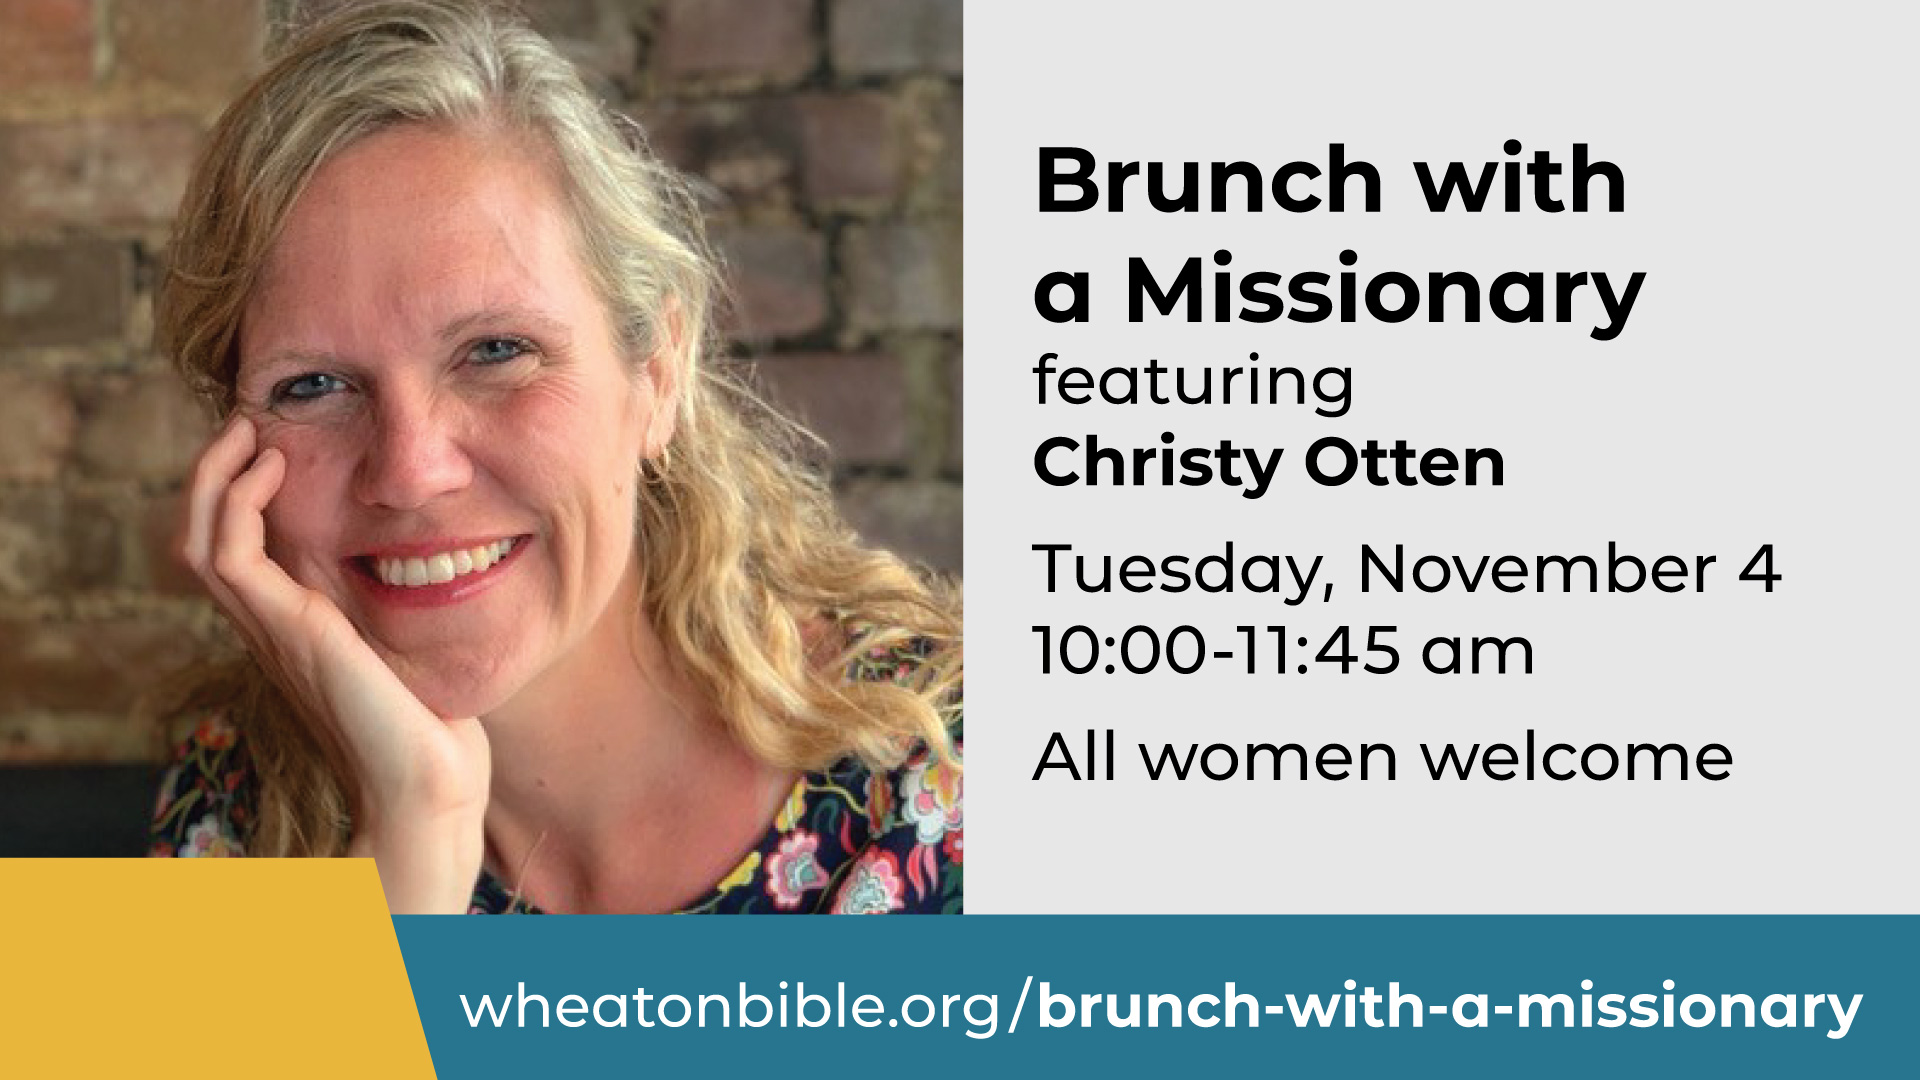 Brunch with
a Missionary
featuring
Christy Otten
Tuesday, November 4
10:00-11:45 am
All women welcome
wheatonbible.org/brunch-with-a-missionary